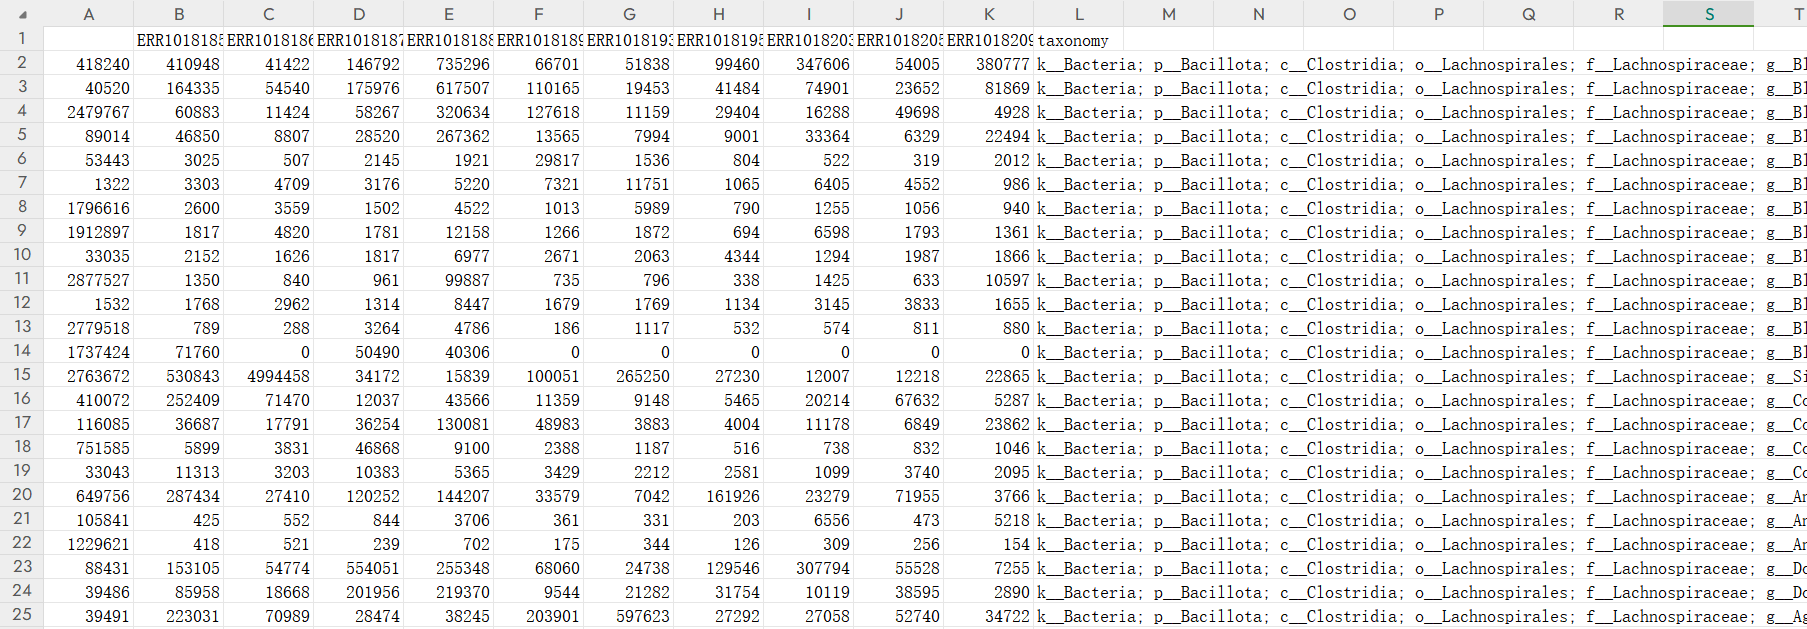 A B C D E F G H I J K L M N O P Q R S T
1 ERR1018185 ERR1018186 ERR1018187 ERR1018188 ERR1018189 ERR1018193 ERR1018195 ERR1018203 ERR1018205 ERR1018209 taxonomy
2 418240 410948 41422 146792 735296 66701 51838 99460 347606 54005 380777 k__Bacteria; p__Bacillota; c__Clostridia; o__Lachnospirales; f__Lachnospiraceae; g__Bl
3 40520 164335 54540 175976 617507 110165 19453 41484 74901 23652 81869 k__Bacteria; p__Bacillota; c__Clostridia; o__Lachnospirales; f__Lachnospiraceae; g__Bl
4 2479767 60883 11424 58267 320634 127618 11159 29404 16288 49698 4928 k__Bacteria; p__Bacillota; c__Clostridia; o__Lachnospirales; f__Lachnospiraceae; g__Bl
5 89014 46850 8807 28520 267362 13565 7994 9001 33364 6329 22494 k__Bacteria; p__Bacillota; c__Clostridia; o__Lachnospirales; f__Lachnospiraceae; g__Bl
6 53443 3025 507 2145 1921 29817 1536 804 522 319 2012 k__Bacteria; p__Bacillota; c__Clostridia; o__Lachnospirales; f__Lachnospiraceae; g__Bl
7 1322 3303 4709 3176 5220 7321 11751 1065 6405 4552 986 k__Bacteria; p__Bacillota; c__Clostridia; o__Lachnospirales; f__Lachnospiraceae; g__Bl
8 1796616 2600 3559 1502 4522 1013 5989 790 1255 1056 940 k__Bacteria; p__Bacillota; c__Clostridia; o__Lachnospirales; f__Lachnospiraceae; g__Bl
9 1912897 1817 4820 1781 12158 1266 1872 694 6598 1793 1361 k__Bacteria; p__Bacillota; c__Clostridia; o__Lachnospirales; f__Lachnospiraceae; g__Bl
10 33035 2152 1626 1817 6977 2671 2063 4344 1294 1987 1866 k__Bacteria; p__Bacillota; c__Clostridia; o__Lachnospirales; f__Lachnospiraceae; g__Bl
11 2877527 1350 840 961 99887 735 796 338 1425 633 10597 k__Bacteria; p__Bacillota; c__Clostridia; o__Lachnospirales; f__Lachnospiraceae; g__Bl
12 1532 1768 2962 1314 8447 1679 1769 1134 3145 3833 1655 k__Bacteria; p__Bacillota; c__Clostridia; o__Lachnospirales; f__Lachnospiraceae; g__Bl
13 2779518 789 288 3264 4786 186 1117 532 574 811 880 k__Bacteria; p__Bacillota; c__Clostridia; o__Lachnospirales; f__Lachnospiraceae; g__Bl
14 1737424 71760 0 50490 40306 0 0 0 0 0 0 k__Bacteria; p__Bacillota; c__Clostridia; o__Lachnospirales; f__Lachnospiraceae; g__Bl
15 2763672 530843 4994458 34172 15839 100051 265250 27230 12007 12218 22865 k__Bacteria; p__Bacillota; c__Clostridia; o__Lachnospirales; f__Lachnospiraceae; g__Si
16 410072 252409 71470 12037 43566 11359 9148 5465 20214 67632 5287 k__Bacteria; p__Bacillota; c__Clostridia; o__Lachnospirales; f__Lachnospiraceae; g__Co
17 116085 36687 17791 36254 130081 48983 3883 4004 11178 6849 23862 k__Bacteria; p__Bacillota; c__Clostridia; o__Lachnospirales; f__Lachnospiraceae; g__Co
18 751585 5899 3831 46868 9100 2388 1187 516 738 832 1046 k__Bacteria; p__Bacillota; c__Clostridia; o__Lachnospirales; f__Lachnospiraceae; g__Co
19 33043 11313 3203 10383 5365 3429 2212 2581 1099 3740 2095 k__Bacteria; p__Bacillota; c__Clostridia; o__Lachnospirales; f__Lachnospiraceae; g__Co
20 649756 287434 27410 120252 144207 33579 7042 161926 23279 71955 3766 k__Bacteria; p__Bacillota; c__Clostridia; o__Lachnospirales; f__Lachnospiraceae; g__An
21 105841 425 552 844 3706 361 331 203 6556 473 5218 k__Bacteria; p__Bacillota; c__Clostridia; o__Lachnospirales; f__Lachnospiraceae; g__An
22 1229621 418 521 239 702 175 344 126 309 256 154 k__Bacteria; p__Bacillota; c__Clostridia; o__Lachnospirales; f__Lachnospiraceae; g__An
23 88431 153105 54774 554051 255348 68060 24738 129546 307794 55528 7255 k__Bacteria; p__Bacillota; c__Clostridia; o__Lachnospirales; f__Lachnospiraceae; g__Do
24 39486 85958 18668 201956 219370 9544 21282 31754 10119 38595 2890 k__Bacteria; p__Bacillota; c__Clostridia; o__Lachnospirales; f__Lachnospiraceae; g__Do
25 39491 223031 70989 28474 38245 203901 597623 27292 27058 52740 34722 k__Bacteria; p__Bacillota; c__Clostridia; o__Lachnospirales; f__Lachnospiraceae; g__Ag